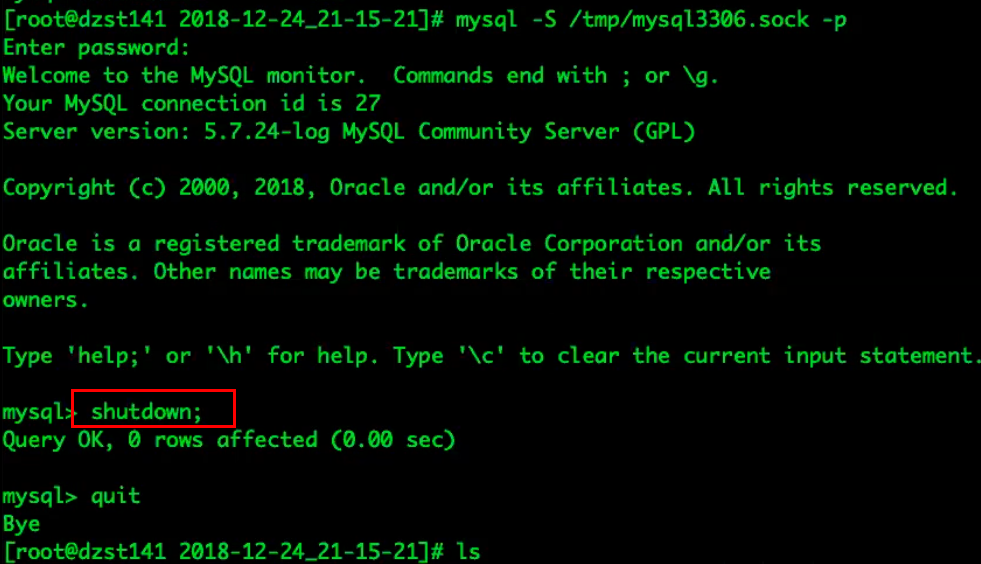 [root@dzst141 2018-12-24_21-15-21]# mysql -S /tmp/mysql3306.sock -p
Enter password:
Welcome to the MySQL monitor.  Commands end with ; or \g.
Your MySQL connection id is 27
Server version: 5.7.24-log MySQL Community Server (GPL)
Copyright (c) 2000, 2018, Oracle and/or its affiliates. All rights reserved.
Oracle is a registered trademark of Oracle Corporation and/or its
affiliates. Other names may be trademarks of their respective
owners.
Type 'help;' or '\h' for help. Type '\c' to clear the current input statement.
mysql> shutdown;
Query OK, 0 rows affected (0.00 sec)
mysql> quit
Bye
[root@dzst141 2018-12-24_21-15-21]# ls